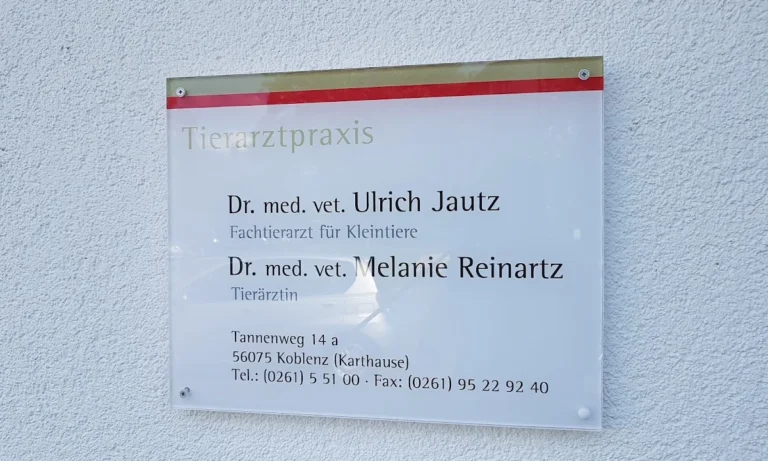 Tierarztpraxis
Dr. med. vet. Ulrich Jautz
Fachtierarzt für Kleintiere
Dr. med. vet. Melanie Reinartz
Tierärztin
Tannenweg 14 a
56075 Koblenz (Karthause)
Tel.: (0261) 5 51 00 · Fax: (0261) 95 22 92 40